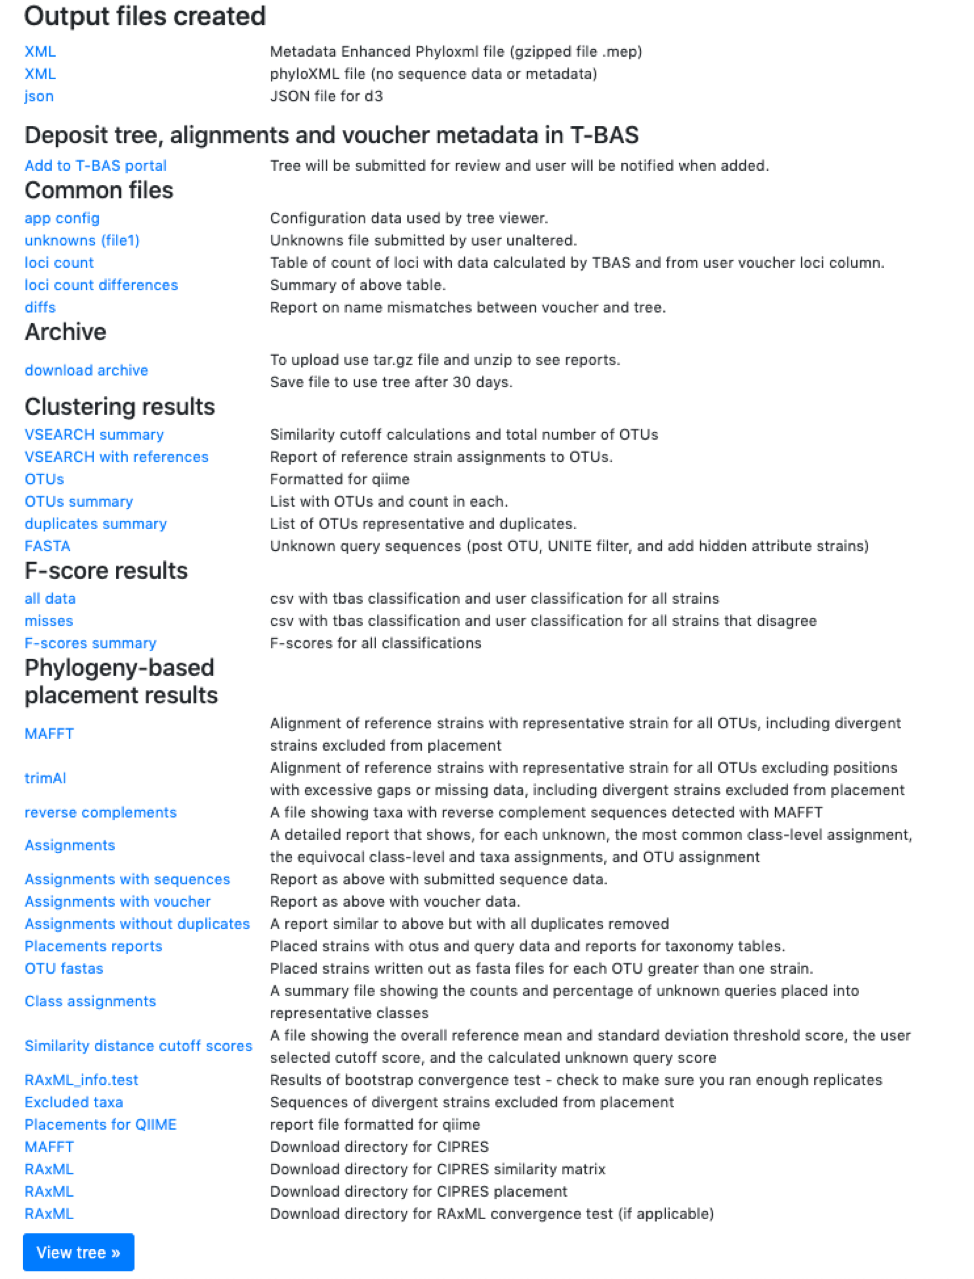 Output files created
XML Metadata Enhanced Phyloxml file (gzipped file .mep)
XML phyloXML file (no sequence data or metadata)
json JSON file for d3
Deposit tree, alignments and voucher metadata in T-BAS
Add to T-BAS portal Tree will be submitted for review and user will be notified when added.
Common files
app config Configuration data used by tree viewer.
unknowns (file1) Unknowns file submitted by user unaltered.
loci count Table of count of loci with data calculated by TBAS and from user voucher loci column.
loci count differences Summary of above table.
diffs Report on name mismatches between voucher and tree.
Archive
download archive To upload use tar.gz file and unzip to see reports.
Save file to use tree after 30 days.
Clustering results
VSEARCH summary Similarity cutoff calculations and total number of OTUs
VSEARCH with references Report of reference strain assignments to OTUs.
OTUs Formatted for qiime
OTUs summary List with OTUs and count in each.
duplicates summary List of OTUs representative and duplicates.
FASTA Unknown query sequences (post OTU, UNITE filter, and add hidden attribute strains)
F-score results
all data csv with tbas classification and user classification for all strains
misses csv with tbas classification and user classification for all strains that disagree
F-scores summary F-scores for all classifications
Phylogeny-based
placement results
MAFFT Alignment of reference strains with representative strain for all OTUs, including divergent
strains excluded from placement
trimAl Alignment of reference strains with representative strain for all OTUs excluding positions
with excessive gaps or missing data, including divergent strains excluded from placement
reverse complements A file showing taxa with reverse complement sequences detected with MAFFT
Assignments A detailed report that shows, for each unknown, the most common class-level assignment,
the equivocal class-level and taxa assignments, and OTU assignment
Assignments with sequences Report as above with submitted sequence data.
Assignments with voucher Report as above with voucher data.
Assignments without duplicates A report similar to above but with all duplicates removed
Placements reports Placed strains with otus and query data and reports for taxonomy tables.
OTU fastas Placed strains written out as fasta files for each OTU greater than one strain.
Class assignments A summary file showing the counts and percentage of unknown queries placed into
representative classes
Similarity distance cutoff scores A file showing the overall reference mean and standard deviation threshold score, the user
selected cutoff score, and the calculated unknown query score
RAxML_info.test Results of bootstrap convergence test - check to make sure you ran enough replicates
Excluded taxa Sequences of divergent strains excluded from placement
Placements for QIIME report file formatted for qiime
MAFFT Download directory for CIPRES
RAxML Download directory for CIPRES similarity matrix
RAxML Download directory for CIPRES placement
RAxML Download directory for RAxML convergence test (if applicable)
View tree »